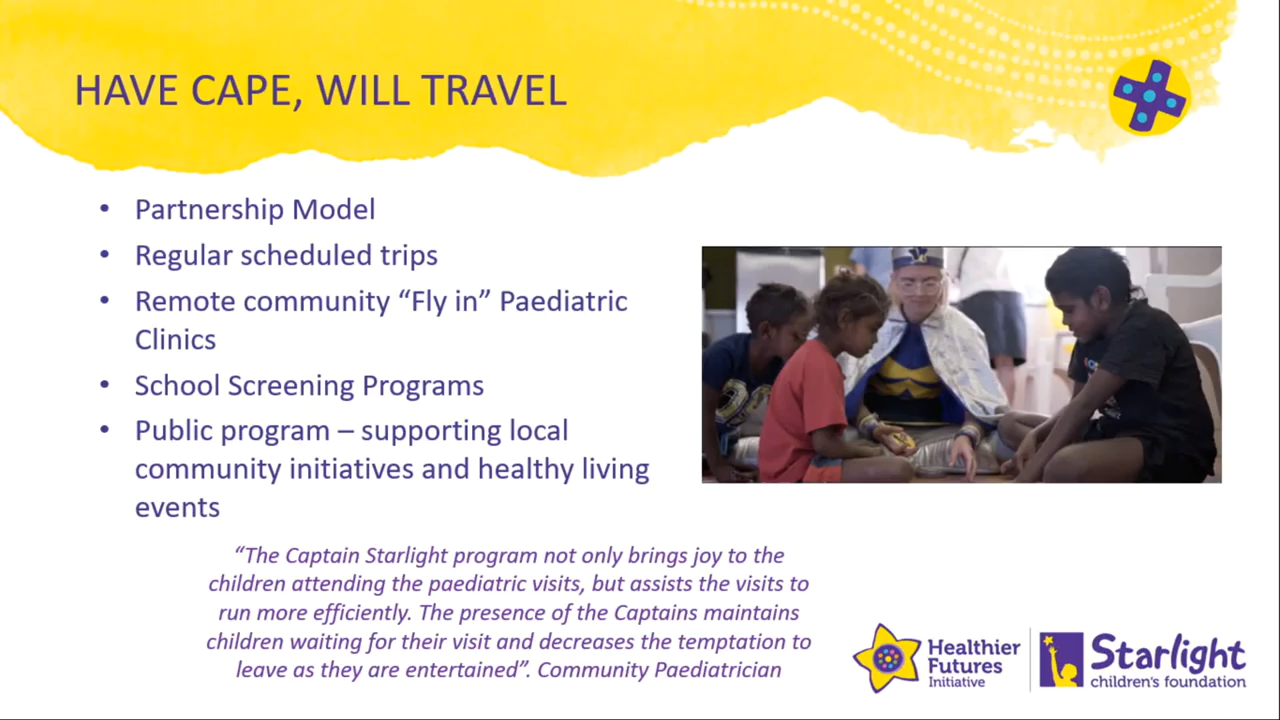 HAVE CAPE, WILL TRAVEL
• Partnership Model
• Regular scheduled trips
• Remote community “Fly in” Paediatric
Clinics
• School Screening Programs
• Public program – supporting local
community initiatives and healthy living
events
“The Captain Starlight program not only brings joy to the
children attending the paediatric visits, but assists the visits to
run more efficiently. The presence of the Captains maintains
children waiting for their visit and decreases the temptation to
leave as they are entertained”. Community Paediatrician
Healthier
Futures
Initiative
Starlight
children's foundation